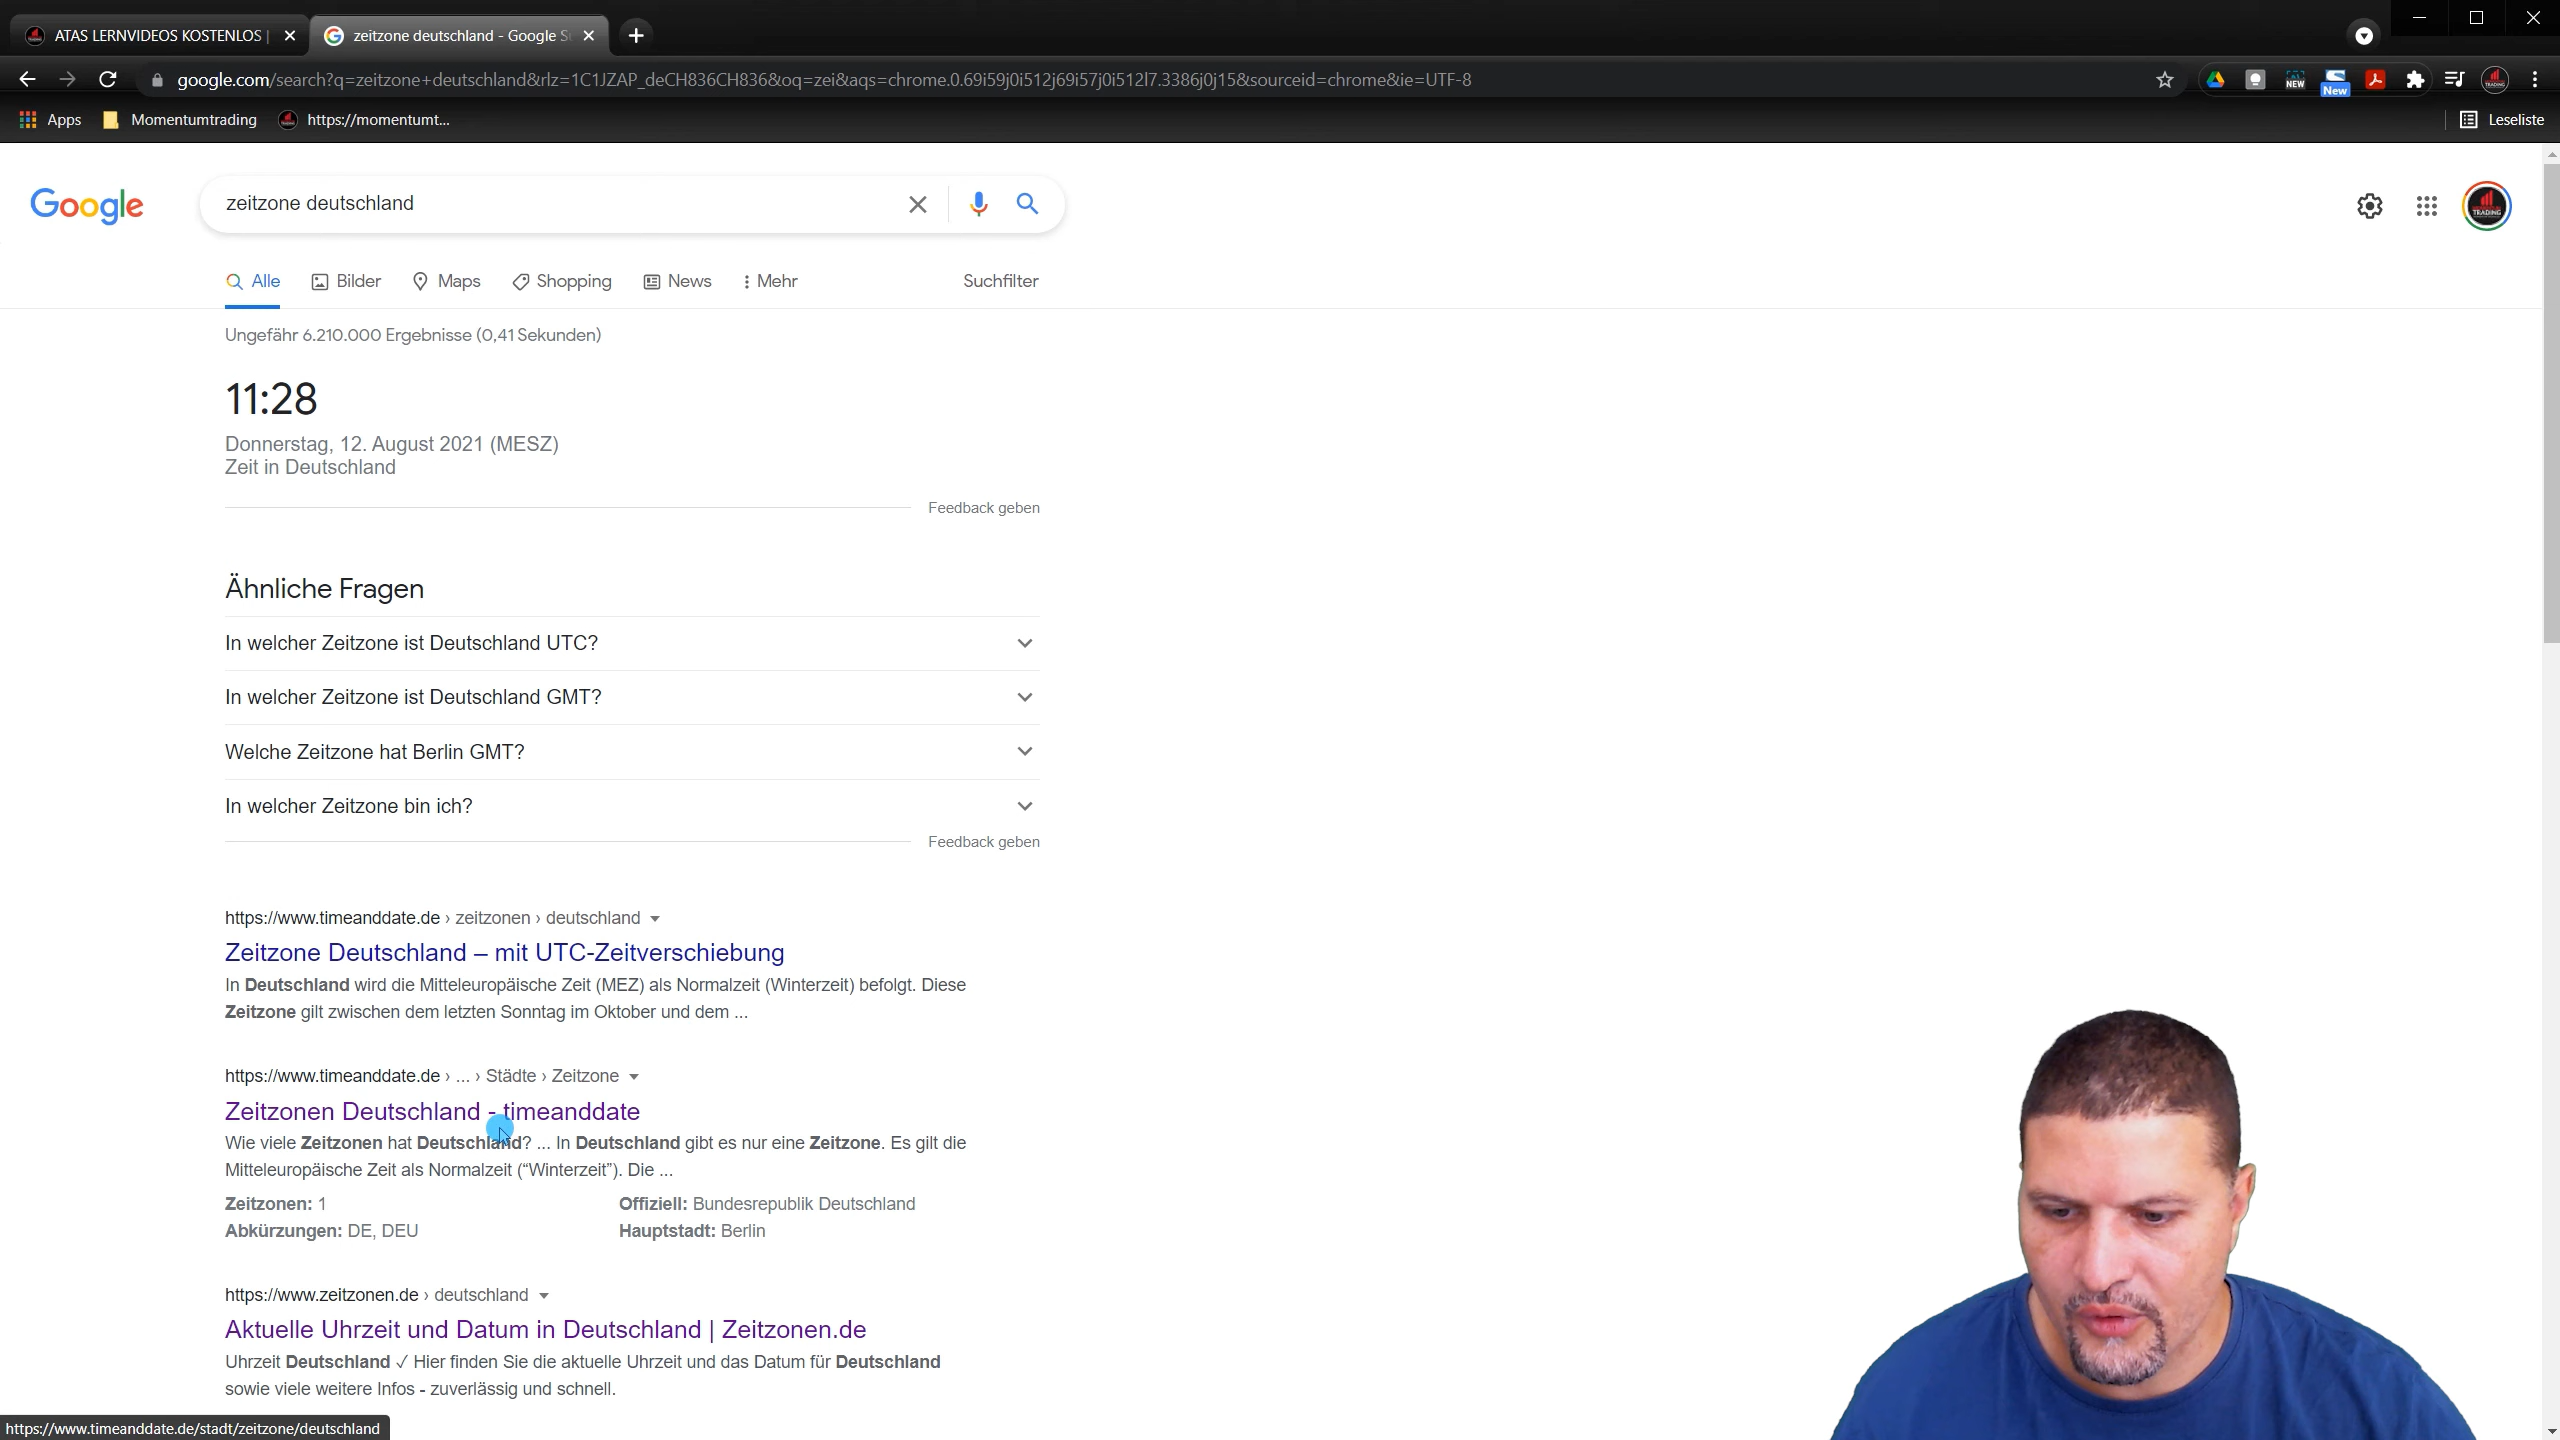 ATAS LERNVIDEOS KOSTENLOS |
zeitzone deutschland - Google S
google.com/search?q=zeitzone+deutschland&rlz=1C1JZAP_deCH836CH836&oq=zei&aqs=chrome.0.69i59j0i512j69i57j0i512l7.3386j0j15&sourceid=chrome&ie=UTF-8
NEW
New
Apps
Momentumtrading
https://momentumt...
Leseliste
Google
zeitzone deutschland
TRADING
Alle
Bilder
Maps
Shopping
News
Mehr
Suchfilter
Ungefähr 6.210.000 Ergebnisse (0,41 Sekunden)
11:28
Donnerstag, 12. August 2021 (MESZ)
Zeit in Deutschland
Feedback geben
Ähnliche Fragen
In welcher Zeitzone ist Deutschland UTC?
In welcher Zeitzone ist Deutschland GMT?
Welche Zeitzone hat Berlin GMT?
In welcher Zeitzone bin ich?
Feedback geben
https://www.timeanddate.de › zeitzonen › deutschland
Zeitzone Deutschland – mit UTC-Zeitverschiebung
In Deutschland wird die Mitteleuropäische Zeit (MEZ) als Normalzeit (Winterzeit) befolgt. Diese
Zeitzone gilt zwischen dem letzten Sonntag im Oktober und dem ...
https://www.timeanddate.de › ... › Städte › Zeitzone
Zeitzonen Deutschland - timeanddate
Wie viele Zeitzonen hat Deutschland? ... In Deutschland gibt es nur eine Zeitzone. Es gilt die
Mitteleuropäische Zeit als Normalzeit (“Winterzeit”). Die ...
Zeitzonen: 1
Offiziell: Bundesrepublik Deutschland
Abkürzungen: DE, DEU
Hauptstadt: Berlin
https://www.zeitzonen.de › deutschland
Aktuelle Uhrzeit und Datum in Deutschland | Zeitzonen.de
Uhrzeit Deutschland ✓ Hier finden Sie die aktuelle Uhrzeit und das Datum für Deutschland
sowie viele weitere Infos - zuverlässig und schnell.
https://www.timeanddate.de/stadt/zeitzone/deutschland